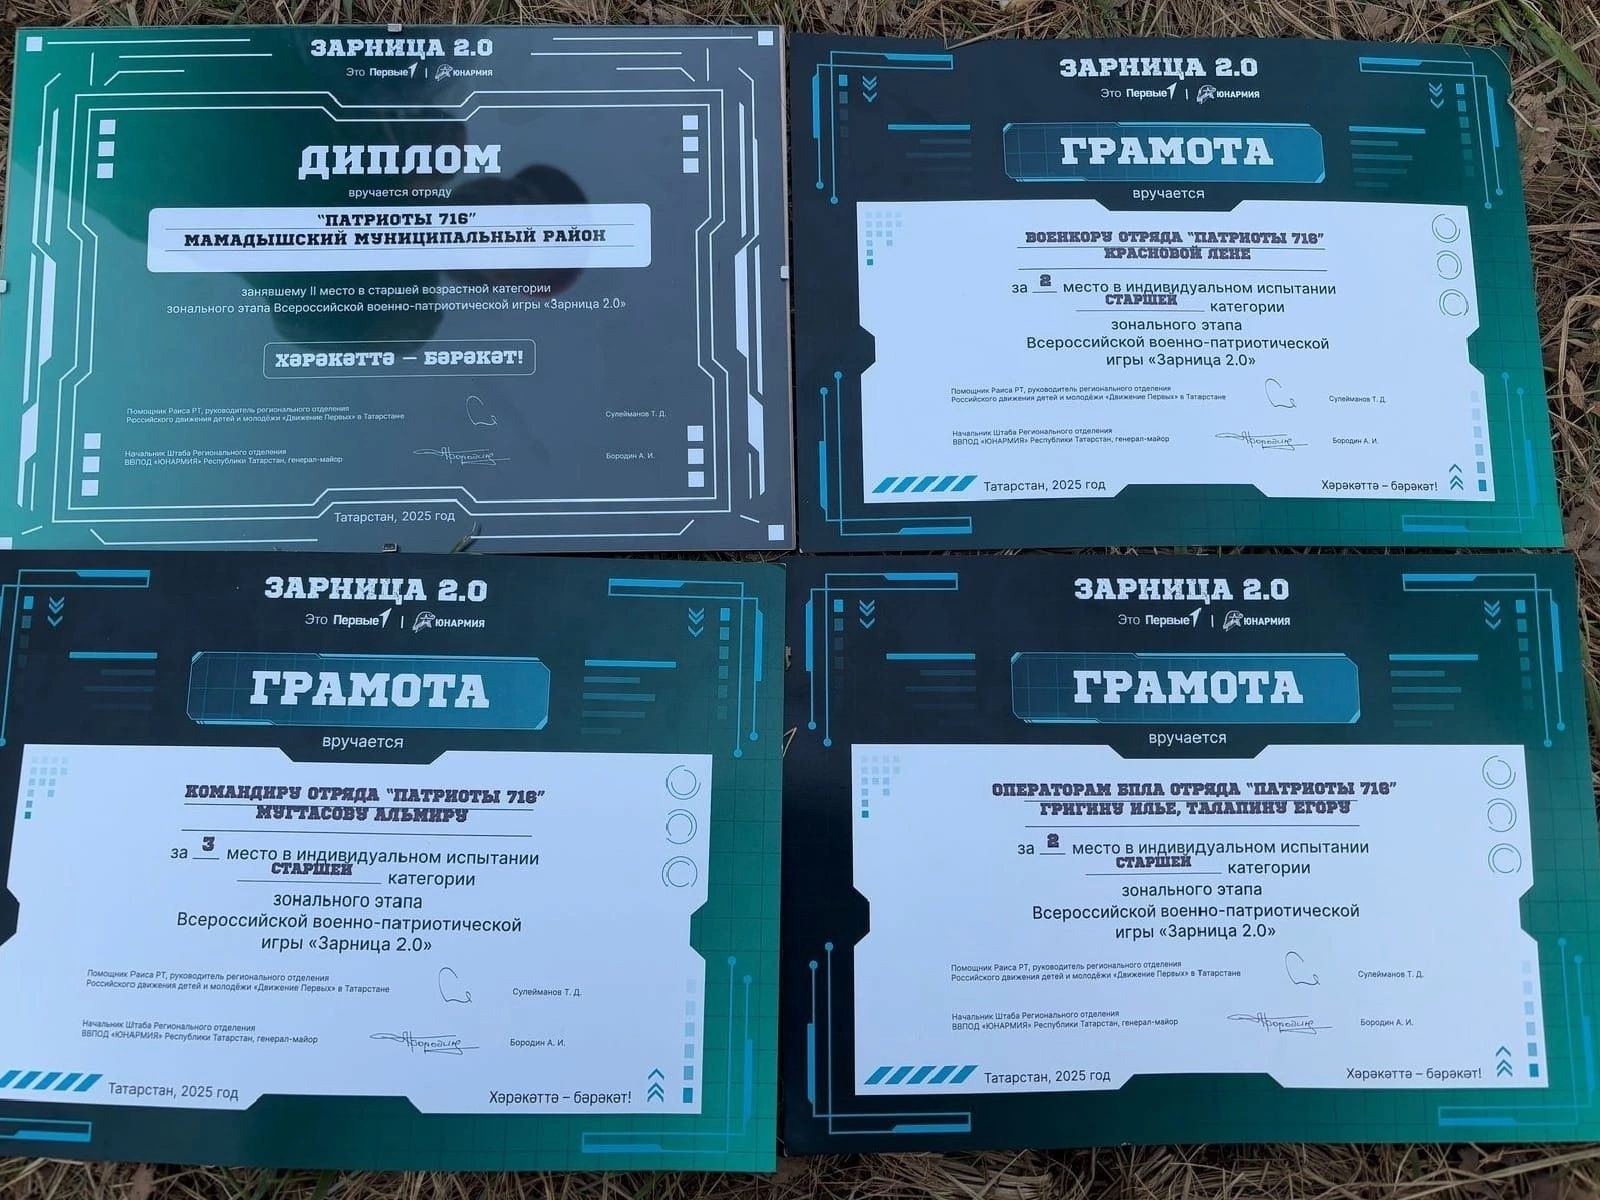 ЗАРНИЦА 2.0
Это Первые | ЮНАРМИЯ
ДИПЛОМ
вручается отряду
"ПАТРИОТЫ 716"
МАМАДЫШСКИЙ МУНИЦИПАЛЬНЫЙ РАЙОН
занявшему II место в старшей возрастной категории
зонального этапа Всероссийской военно-патриотической игры «Зарница 2.0»
ХӘРӘКӘТТӘ – БӘРӘКӘТ!
Помощник Раиса РТ, руководитель регионального отделения
Российского движения детей и молодёжи «Движение Первых» в Татарстане
Сулейманов Т. Д.
Начальник Штаба Регионального отделения
ВВПОД «ЮНАРМИЯ» Республики Татарстан, генерал-майор
Бородин А. И.
Татарстан, 2025 год
ЗАРНИЦА 2.0
Это Первые | ЮНАРМИЯ
ГРАМОТА
вручается
ВОЕНКОРУ ОТРЯДА "ПАТРИОТЫ 716"
КРАСНОВОЙ ЛЕНЕ
за 2 место в индивидуальном испытании
СТАРШЕЙ категории
зонального этапа
Всероссийской военно-патриотической
игры «Зарница 2.0»
Помощник Раиса РТ, руководитель регионального отделения
Российского движения детей и молодёжи «Движение Первых» в Татарстане
Сулейманов Т. Д.
Начальник Штаба Регионального отделения
ВВПОД «ЮНАРМИЯ» Республики Татарстан, генерал-майор
Бородин А. И.
Татарстан, 2025 год
Хәрәкәттә – бәрәкәт!
ЗАРНИЦА 2.0
Это Первые | ЮНАРМИЯ
ГРАМОТА
вручается
КОМАНДИРУ ОТРЯДА "ПАТРИОТЫ 716"
МУГТАСОВУ АЛЬМИРУ
за 3 место в индивидуальном испытании
СТАРШЕЙ категории
зонального этапа
Всероссийской военно-патриотической
игры «Зарница 2.0»
Помощник Раиса РТ, руководитель регионального отделения
Российского движения детей и молодёжи «Движение Первых» в Татарстане
Сулейманов Т. Д.
Начальник Штаба Регионального отделения
ВВПОД «ЮНАРМИЯ» Республики Татарстан, генерал-майор
Бородин А. И.
Татарстан, 2025 год
Хәрәкәттә – бәрәкәт!
ЗАРНИЦА 2.0
Это Первые | ЮНАРМИЯ
ГРАМОТА
вручается
ОПЕРАТОРАМ БПЛА ОТРЯДА "ПАТРИОТЫ 716"
ГРИГИНУ ИЛЬЕ, ТАЛАПИНУ ЕГОРУ
за 2 место в индивидуальном испытании
СТАРШЕЙ категории
зонального этапа
Всероссийской военно-патриотической
игры «Зарница 2.0»
Помощник Раиса РТ, руководитель регионального отделения
Российского движения детей и молодёжи «Движение Первых» в Татарстане
Сулейманов Т. Д.
Начальник Штаба Регионального отделения
ВВПОД «ЮНАРМИЯ» Республики Татарстан, генерал-майор
Бородин А. И.
Татарстан, 2025 год
Хәрәкәттә – бәрәкәт!